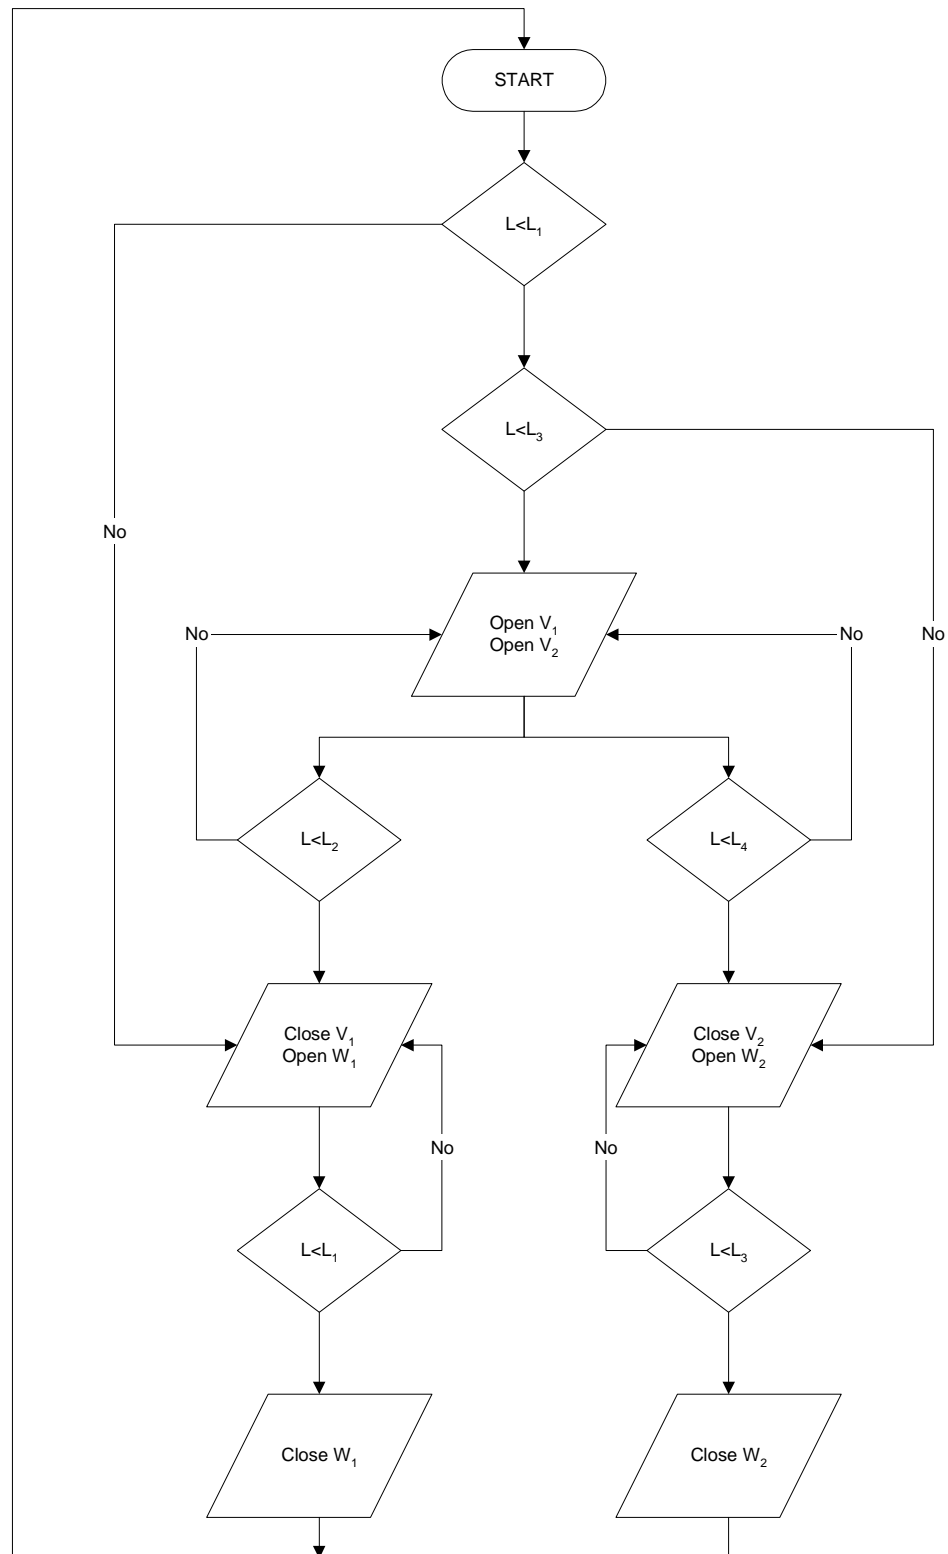 START
L<L₁
L<L₃
No
Open V₁
Open V₂
No
No
No
L<L₂
L<L₄
Close V₁
Open W₁
Close V₂
Open W₂
No
No
L<L₁
L<L₃
Close W₁
Close W₂